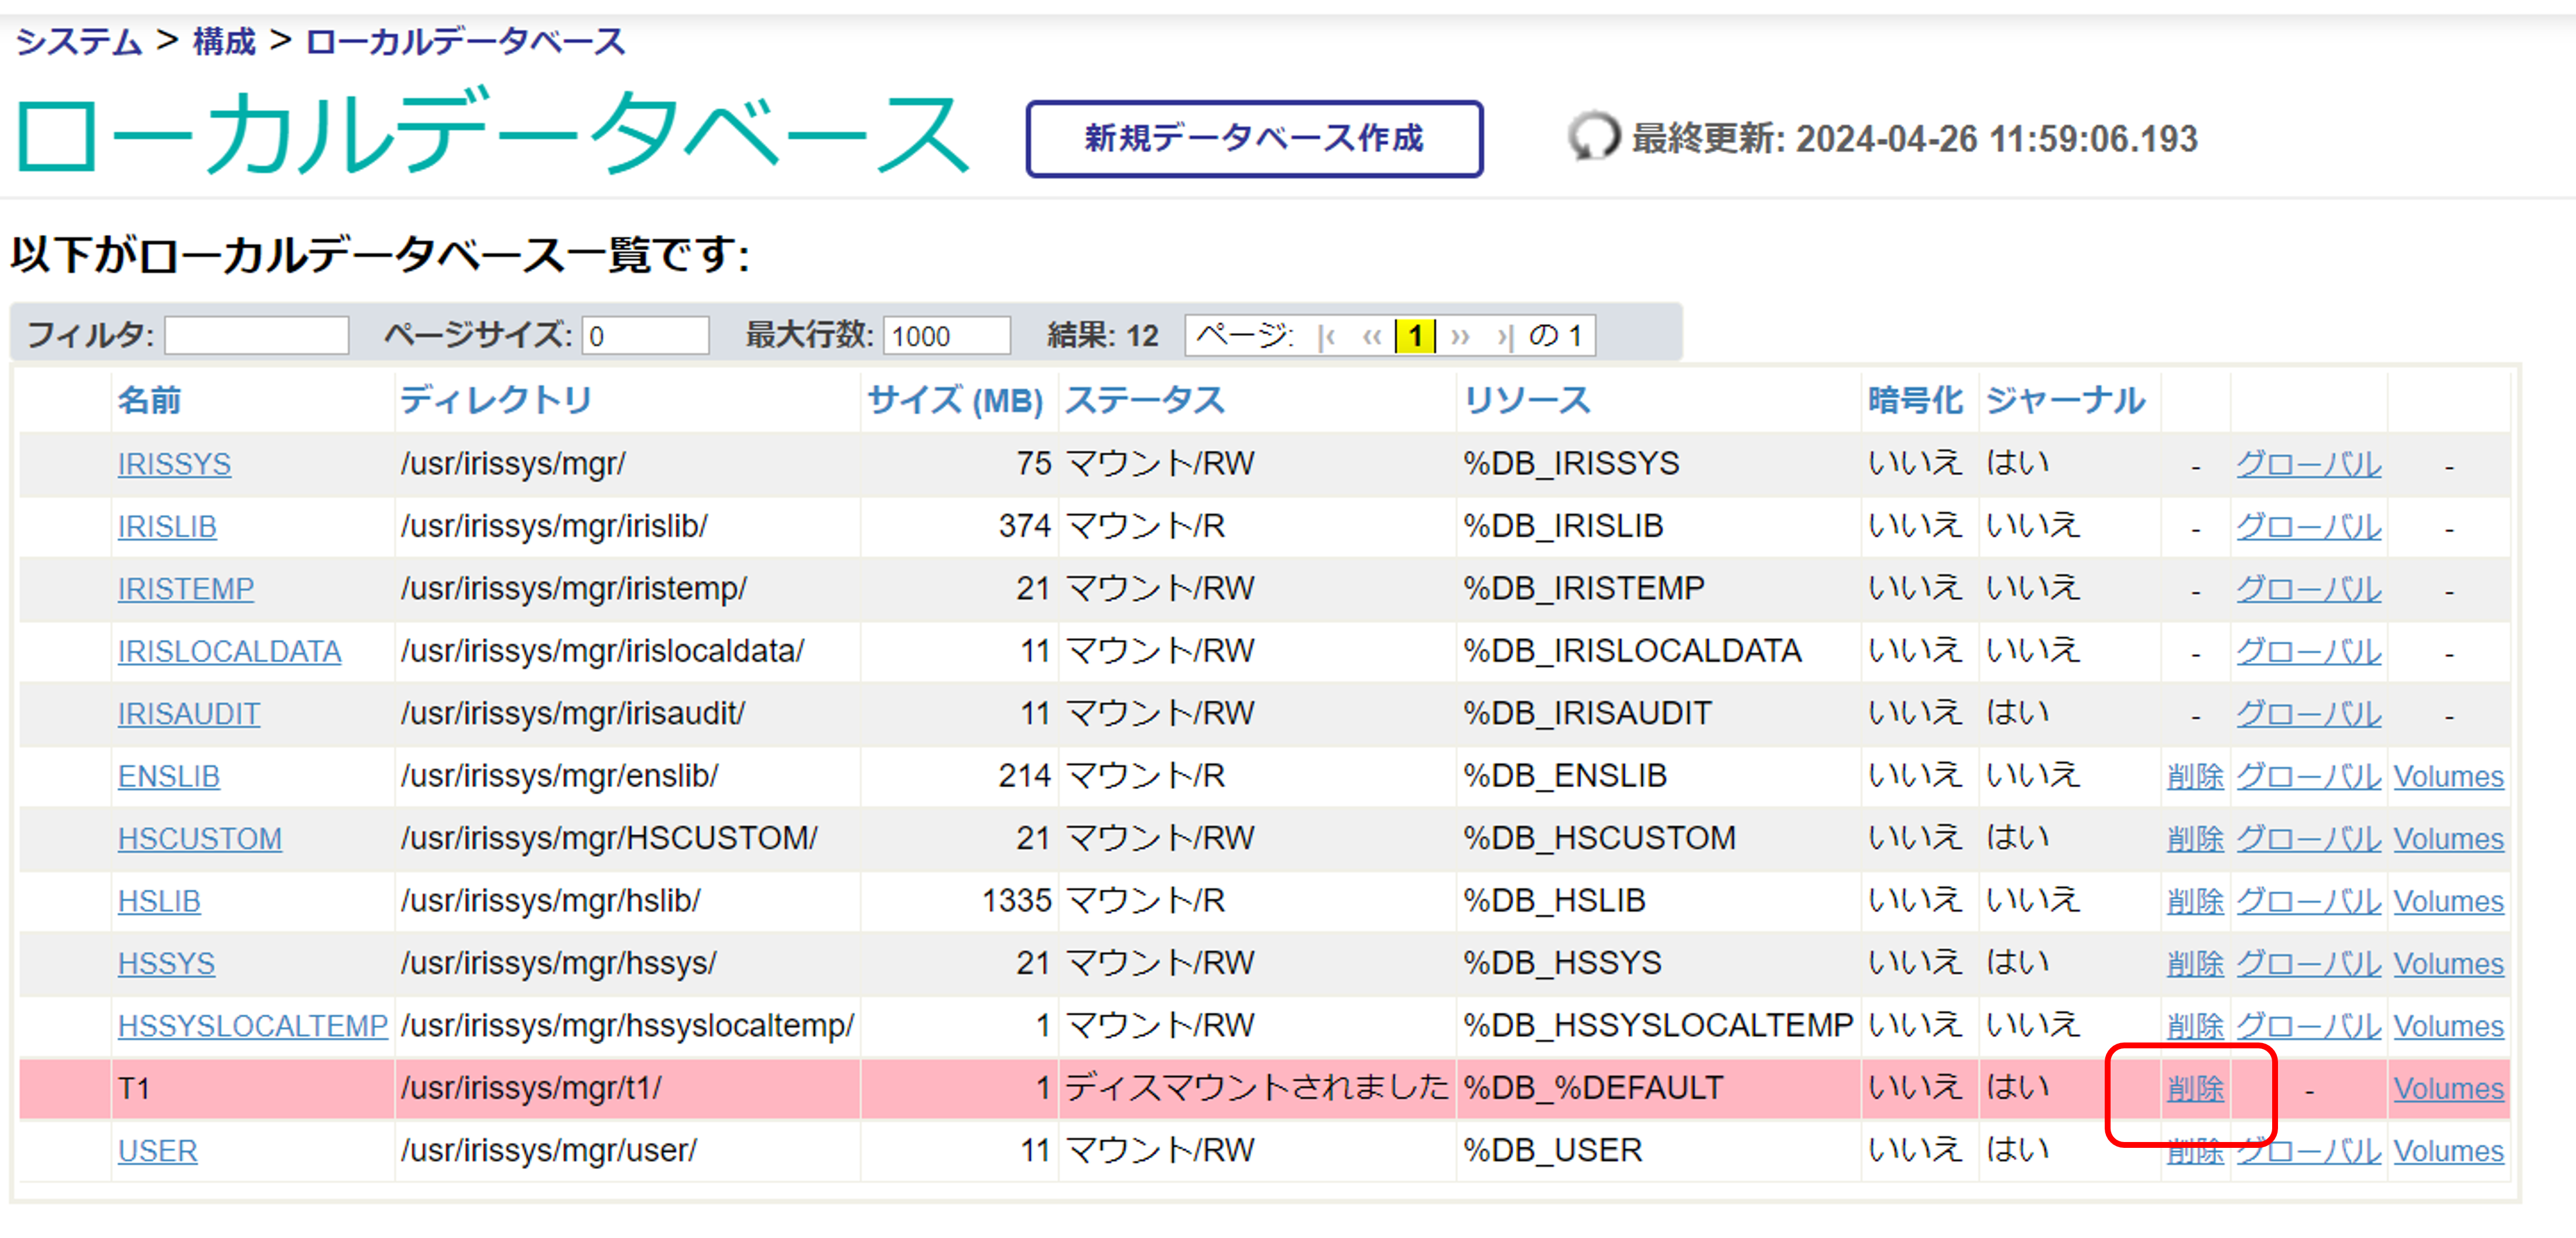 システム > 構成 > ローカルデータベース
ローカルデータベース 新規データベース作成 最終更新: 2024-04-26 11:59:06.193
以下がローカルデータベース一覧です:
フィルタ: ページサイズ: 0 最大行数: 1000 結果: 12 ページ: |‹ ‹‹ 1 ›› ›| の 1
名前 ディレクトリ サイズ (MB) ステータス リソース 暗号化 ジャーナル
IRISSYS /usr/irissys/mgr/ 75 マウント/RW %DB_IRISSYS いいえ はい - グローバル -
IRISLIB /usr/irissys/mgr/irislib/ 374 マウント/R %DB_IRISLIB いいえ いいえ - グローバル -
IRISTEMP /usr/irissys/mgr/iristemp/ 21 マウント/RW %DB_IRISTEMP いいえ いいえ - グローバル -
IRISLOCALDATA /usr/irissys/mgr/irislocaldata/ 11 マウント/RW %DB_IRISLOCALDATA いいえ いいえ - グローバル -
IRISAUDIT /usr/irissys/mgr/irisaudit/ 11 マウント/RW %DB_IRISAUDIT いいえ はい - グローバル -
ENSLIB /usr/irissys/mgr/enslib/ 214 マウント/R %DB_ENSLIB いいえ いいえ 削除 グローバル Volumes
HSCUSTOM /usr/irissys/mgr/HSCUSTOM/ 21 マウント/RW %DB_HSCUSTOM いいえ はい 削除 グローバル Volumes
HSLIB /usr/irissys/mgr/hslib/ 1335 マウント/R %DB_HSLIB いいえ いいえ 削除 グローバル Volumes
HSSYS /usr/irissys/mgr/hssys/ 21 マウント/RW %DB_HSSYS いいえ はい 削除 グローバル Volumes
HSSYSLOCALTEMP /usr/irissys/mgr/hssyslocaltemp/ 1 マウント/RW %DB_HSSYSLOCALTEMP いいえ いいえ 削除 グローバル Volumes
T1 /usr/irissys/mgr/t1/ 1 ディスマウントされました %DB_%DEFAULT いいえ はい 削除 - Volumes
USER /usr/irissys/mgr/user/ 11 マウント/RW %DB_USER いいえ はい 削除 グローバル Volumes